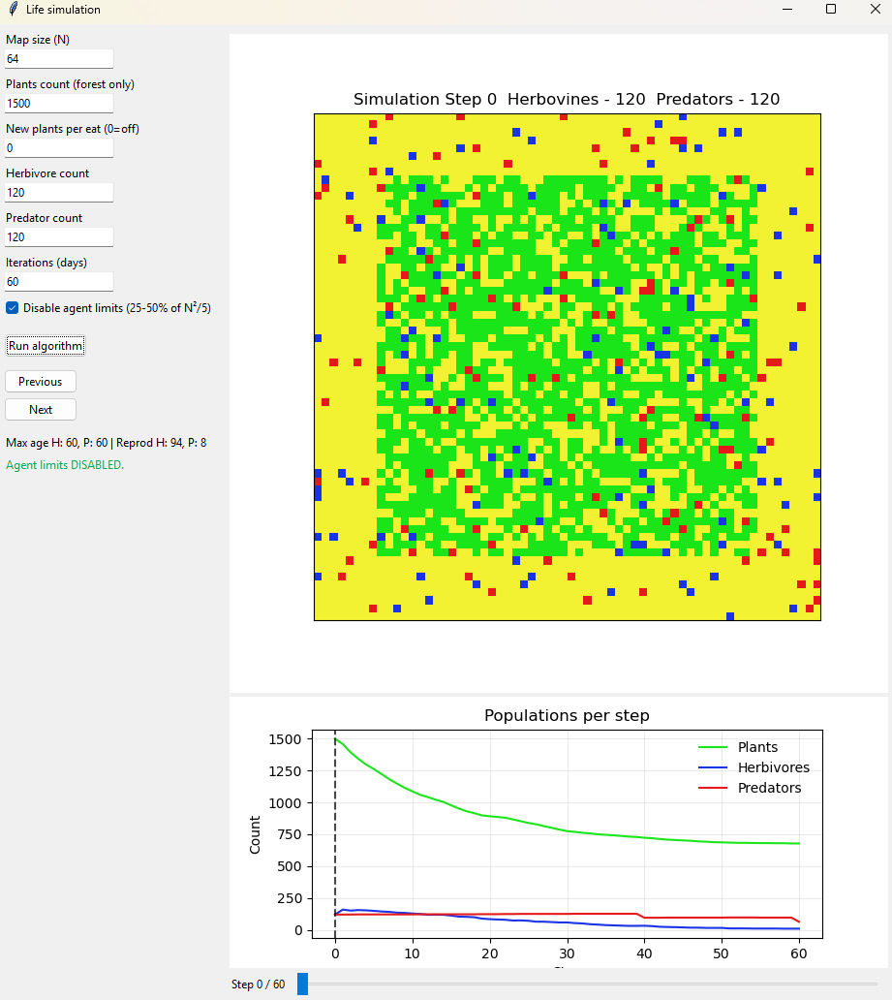 Life simulation
Map size (N)
64
Plants count (forest only)
1500
New plants per eat (0=off)
0
Herbivore count
120
Predator count
120
Iterations (days)
60
Disable agent limits (25-50% of N²/5)
Run algorithm
Previous
Next
Max age H: 60, P: 60 | Reprod H: 94, P: 8
Agent limits DISABLED.
Simulation Step 0 Herbovines - 120 Predators - 120
Populations per step
1500
1250
1000
750
500
250
0
Count
Plants
Herbivores
Predators
0 10 20 30 40 50 60
Step 0 / 60